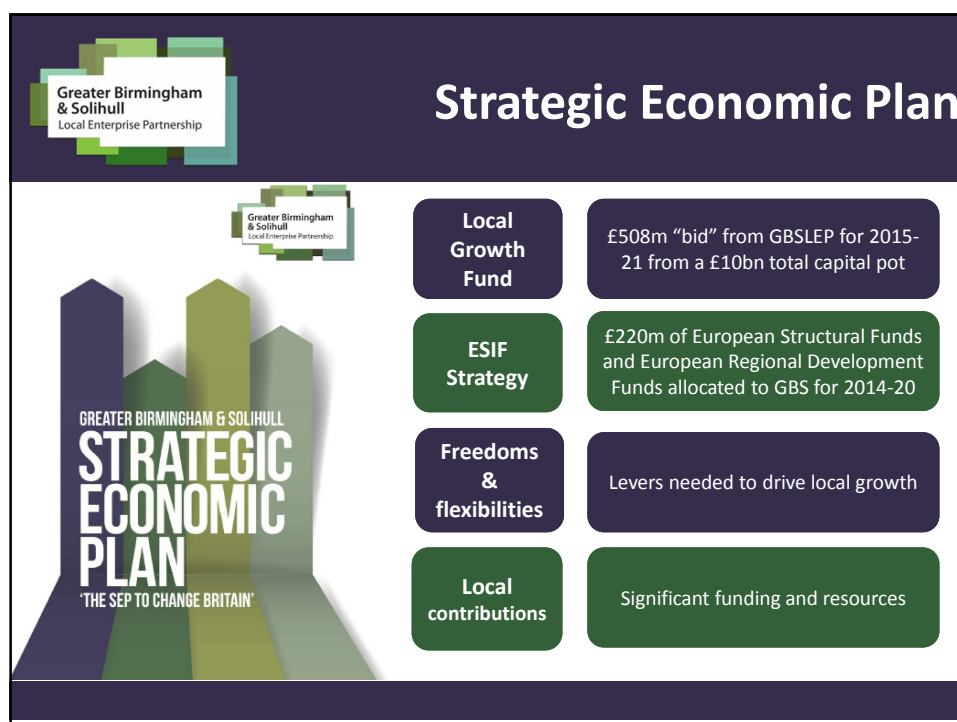 Greater Birmingham
& Solihull
Local Enterprise Partnership
Strategic Economic Plan
Greater Birmingham
& Solihull
Local Enterprise Partnership
GREATER BIRMINGHAM & SOLIHULL
STRATEGIC
ECONOMIC
PLAN
‘THE SEP TO CHANGE BRITAIN’
Local
Growth
Fund
£508m “bid” from GBSLEP for 2015-
21 from a £10bn total capital pot
ESIF
Strategy
£220m of European Structural Funds
and European Regional Development
Funds allocated to GBS for 2014-20
Freedoms
&
flexibilities
Levers needed to drive local growth
Local
contributions
Significant funding and resources